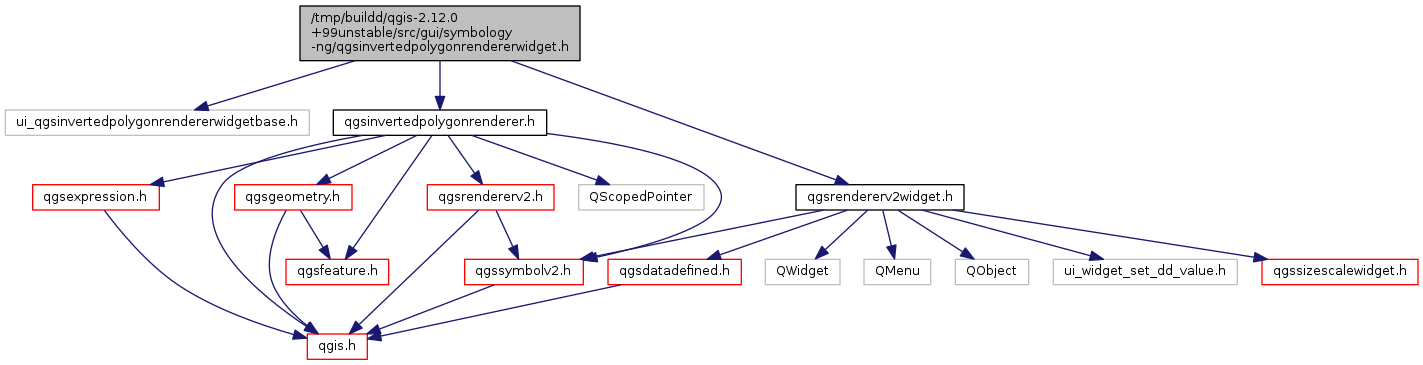 /tmp/buildd/qgis-2.12.0
+99unstable/src/gui/symbology
-ng/qgsinvertedpolygonrendererwidget.h
ui_qgsinvertedpolygonrendererwidgetbase.h
qgsinvertedpolygonrenderer.h
qgsexpression.h
qgsgeometry.h
qgsrendererv2.h
QScopedPointer
qgsrendererv2widget.h
qgsfeature.h
qgssymbolv2.h
qgsdatadefined.h
QWidget
QMenu
QObject
ui_widget_set_dd_value.h
qgssizescalewidget.h
qgis.h